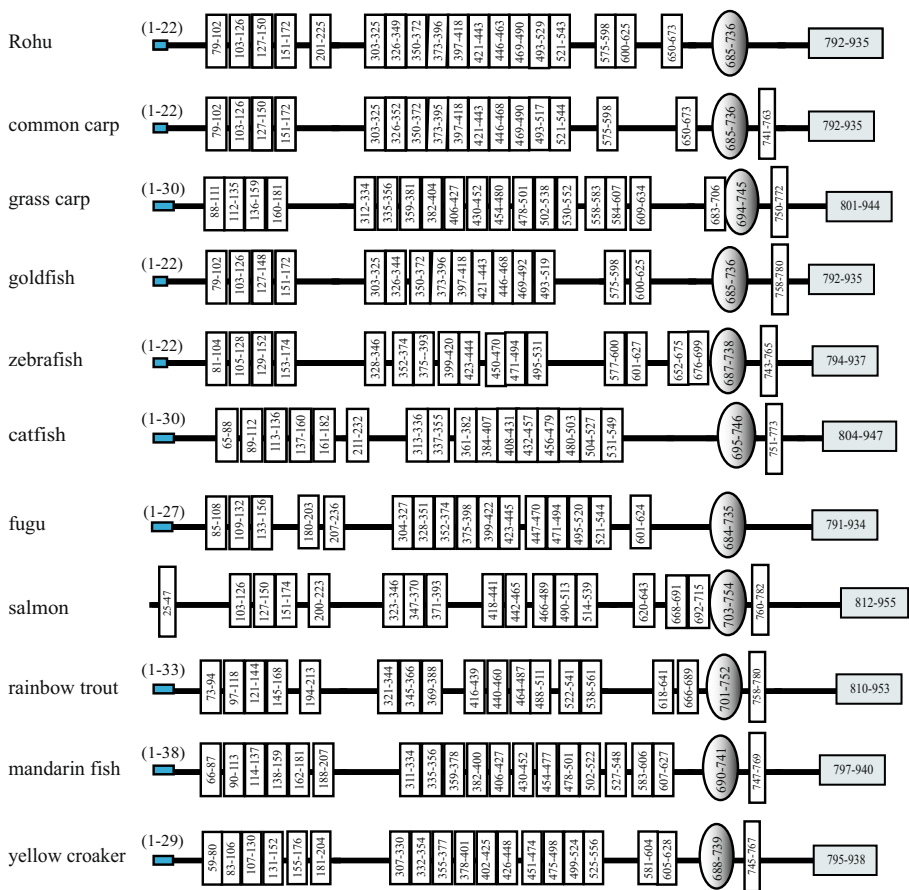 (1-22)
Rohu 79-102 103-126 127-150 151-172 201-225 303-325 326-349 350-372 373-396 397-418 421-443 446-463 469-490 493-529 521-543 575-598 600-625 650-673 685-736 792-935
(1-22)
common carp 79-102 103-126 127-150 151-172 303-325 326-352 350-372 373-395 397-418 421-443 446-468 469-490 493-517 521-544 575-598 650-673 685-736 741-763 792-935
(1-30)
grass carp 88-111 112-135 136-159 160-181 312-334 335-356 359-381 382-404 406-427 430-452 454-480 478-501 502-538 530-552 558-583 584-607 609-634 683-706 694-745 750-772 801-944
(1-22)
goldfish 79-102 103-126 127-148 151-172 303-325 326-344 350-372 373-396 397-418 421-443 446-468 469-492 493-519 575-598 600-625 685-736 758-780 792-935
(1-22)
zebrafish 81-104 105-128 129-152 153-174 328-346 352-374 375--393 399-420 423-444 450-470 471-494 495-531 577-600 601-627 652-675 676-699 687-738 743-765 794-937
(1-30)
catfish 65-88 89-112 113-136 137-160 161-182 211-232 313-336 337-355 361-382 384-407 408-431 432-457 456-479 480-503 504-527 531-549 695-746 751-773 804-947
(1-27)
fugu 85-108 109-132 133-156 180-203 207-236 304-327 328-351 352-374 375-398 399-422 423-445 447-470 471-494 495-520 521-544 601-624 684-735 791-934
salmon 25-47 103-126 127-150 151-174 200-223 323-346 347-370 371-393 418-441 442-465 466-489 490-513 514-539 620-643 668-691 692-715 703-754 760-782 812-955
(1-33)
rainbow trout 73-94 97-118 121-144 145-168 194-213 321-344 345-366 369-388 416-439 440-460 464-487 488-511 522-541 538-561 618-641 666-689 701-752 758-780 810-953
(1-38)
mandarin fish 66-87 90-113 114-137 138-159 162-181 188-207 311-334 335-356 359-378 382-400 406-427 430-452 454-477 478-501 502-522 527-548 583-606 607-627 690-741 747-769 797-940
(1-29)
yellow croaker 59-80 83-106 107-130 131-152 155-176 181-204 307-330 332-354 355-377 378-401 402-425 426-448 451-474 475-498 499-524 525-556 581-604 605-628 688-739 745-767 795-938